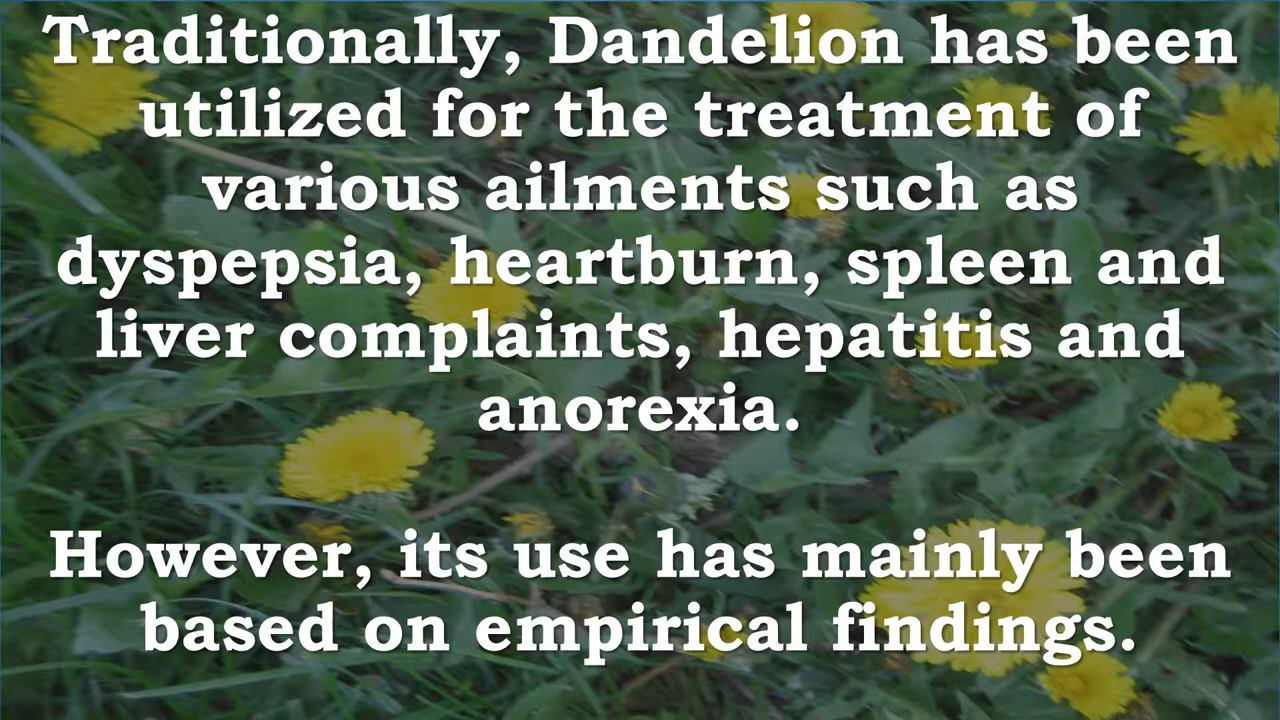 Traditionally, Dandelion has been
utilized for the treatment of
various ailments such as
dyspepsia, heartburn, spleen and
liver complaints, hepatitis and
anorexia.
However, its use has mainly been
based on empirical findings.